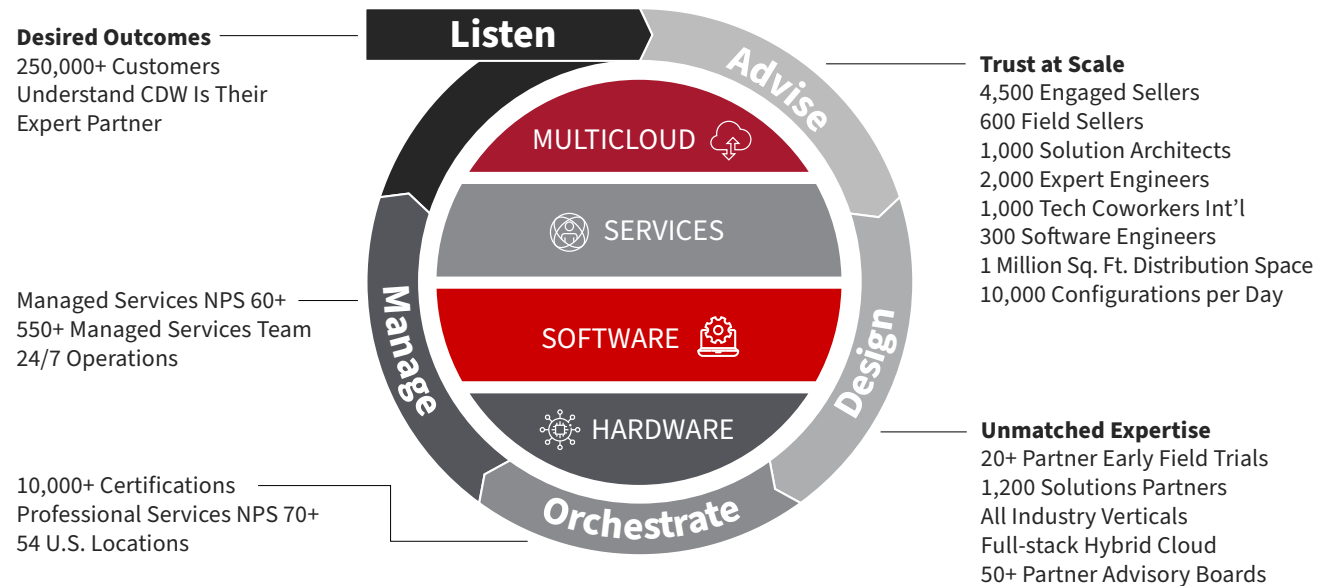 Desired Outcomes
250,000+ Customers
Understand CDW Is Their
Expert Partner
Listen
Advise
Trust at Scale
4,500 Engaged Sellers
600 Field Sellers
1,000 Solution Architects
2,000 Expert Engineers
1,000 Tech Coworkers Int’l
300 Software Engineers
1 Million Sq. Ft. Distribution Space
10,000 Configurations per Day
MULTICLOUD
SERVICES
SOFTWARE
HARDWARE
Manage
Managed Services NPS 60+
550+ Managed Services Team
24/7 Operations
Design
Unmatched Expertise
20+ Partner Early Field Trials
1,200 Solutions Partners
All Industry Verticals
Full-stack Hybrid Cloud
50+ Partner Advisory Boards
Orchestrate
10,000+ Certifications
Professional Services NPS 70+
54 U.S. Locations